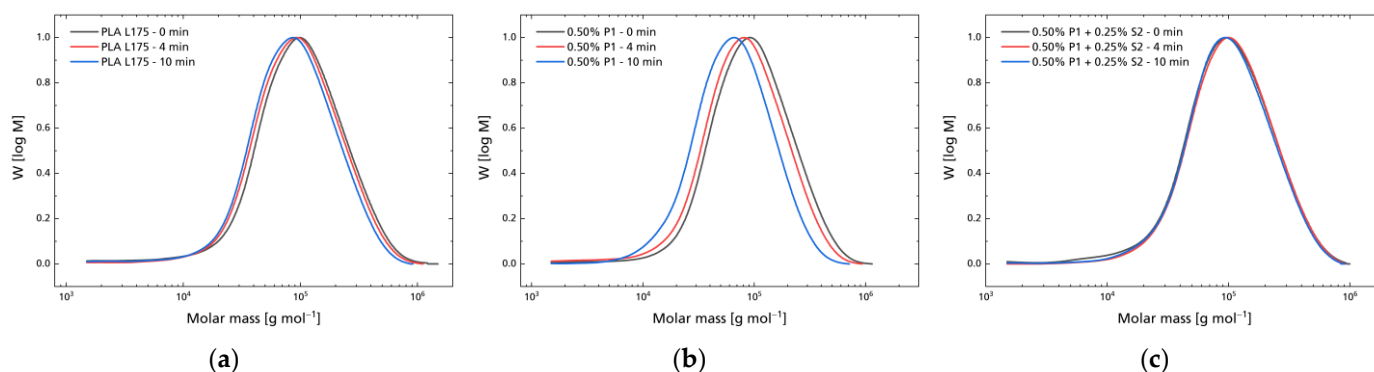 PLA L175 - 0 min
PLA L175 - 4 min
PLA L175 - 10 min
1.0
0.8
0.6
0.4
0.2
0.0
W [log M]
10³ 10⁴ 10⁵ 10⁶
Molar mass [g mol⁻¹]
(a)
0.50% P1 - 0 min
0.50% P1 - 4 min
0.50% P1 - 10 min
1.0
0.8
0.6
0.4
0.2
0.0
W [log M]
10³ 10⁴ 10⁵ 10⁶
Molar mass [g mol⁻¹]
(b)
0.50% P1 + 0.25% S2 - 0 min
0.50% P1 + 0.25% S2 - 4 min
0.50% P1 + 0.25% S2 - 10 min
1.0
0.8
0.6
0.4
0.2
0.0
W [log M]
10³ 10⁴ 10⁵ 10⁶
Molar mass [g mol⁻¹]
(c)